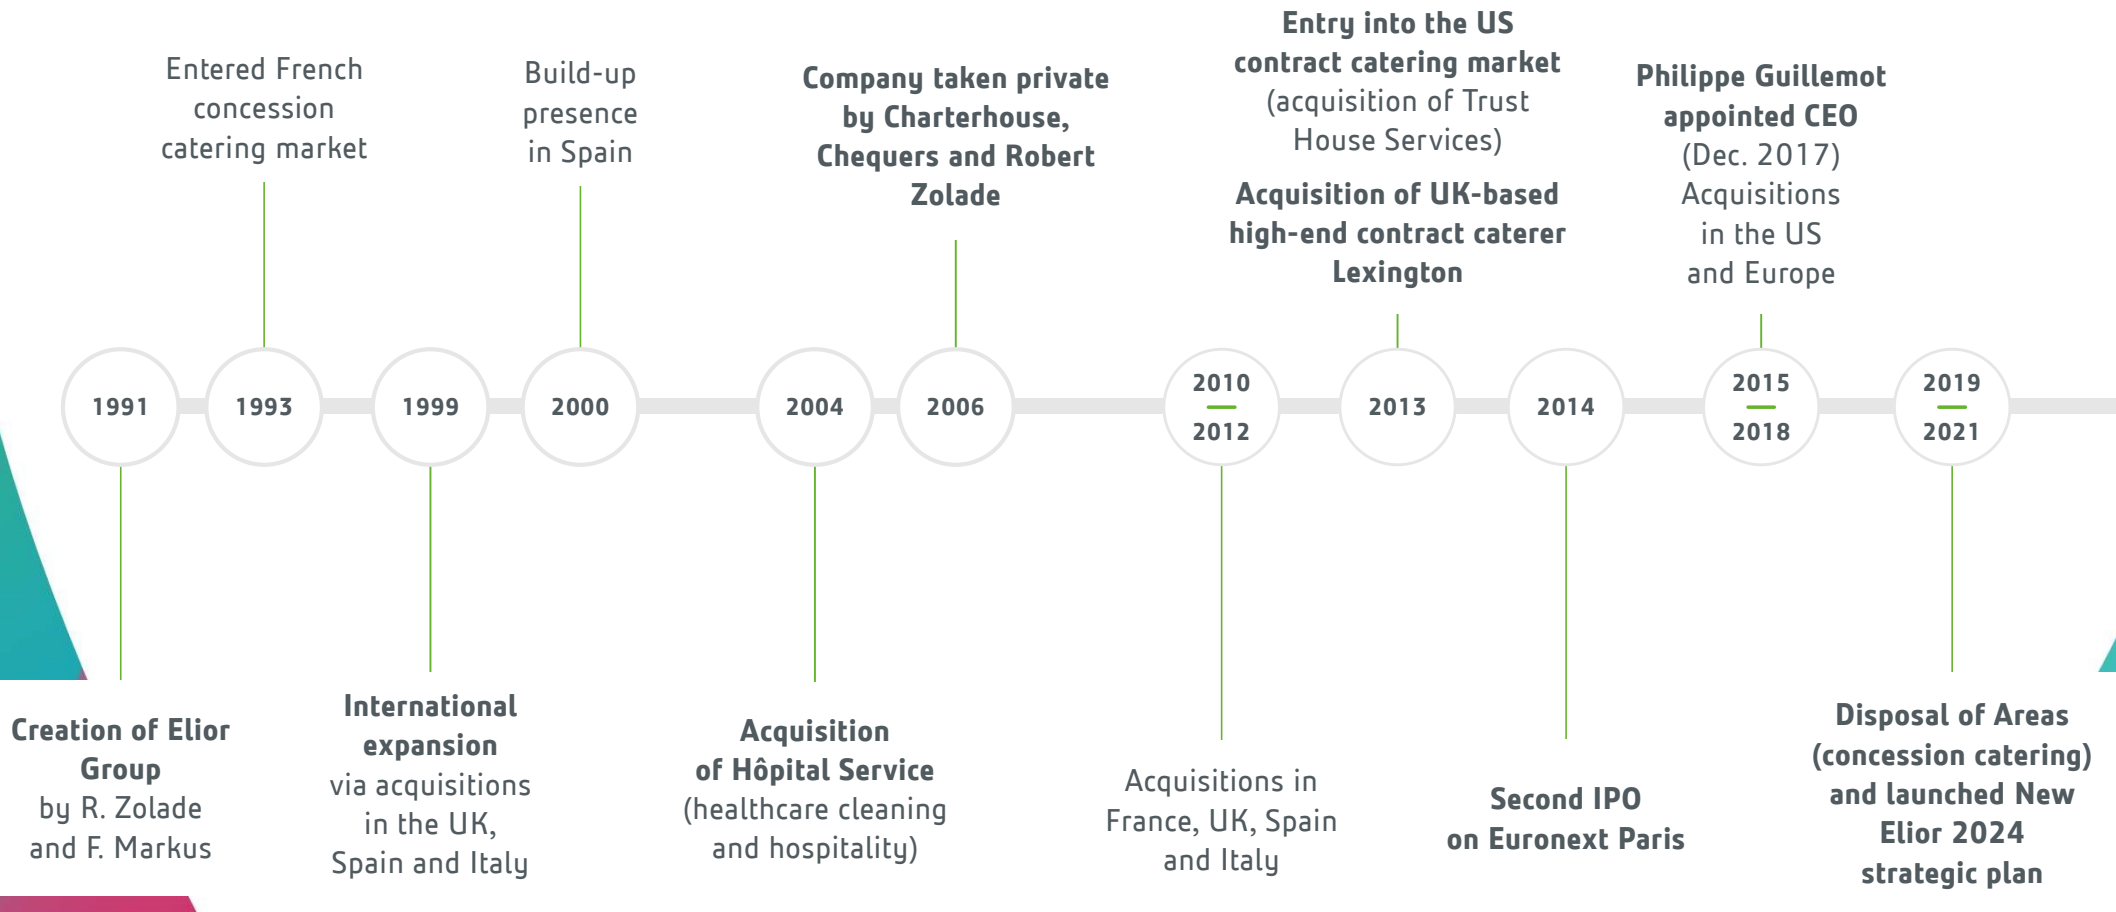 Entered French
concession
catering market
Build-up
presence
in Spain
Company taken private
by Charterhouse,
Chequers and Robert
Zolade
Entry into the US
contract catering market
(acquisition of Trust
House Services)
Acquisition of UK-based
high-end contract caterer
Lexington
Philippe Guillemot
appointed CEO
(Dec. 2017)
Acquisitions
in the US
and Europe
1991
1993
1999
2000
2004
2006
2010
2012
2013
2014
2015
2018
2019
2021
Creation of Elior
Group
by R. Zolade
and F. Markus
International
expansion
via acquisitions
in the UK,
Spain and Italy
Acquisition
of Hôpital Service
(healthcare cleaning
and hospitality)
Acquisitions in
France, UK, Spain
and Italy
Second IPO
on Euronext Paris
Disposal of Areas
(concession catering)
and launched New
Elior 2024
strategic plan